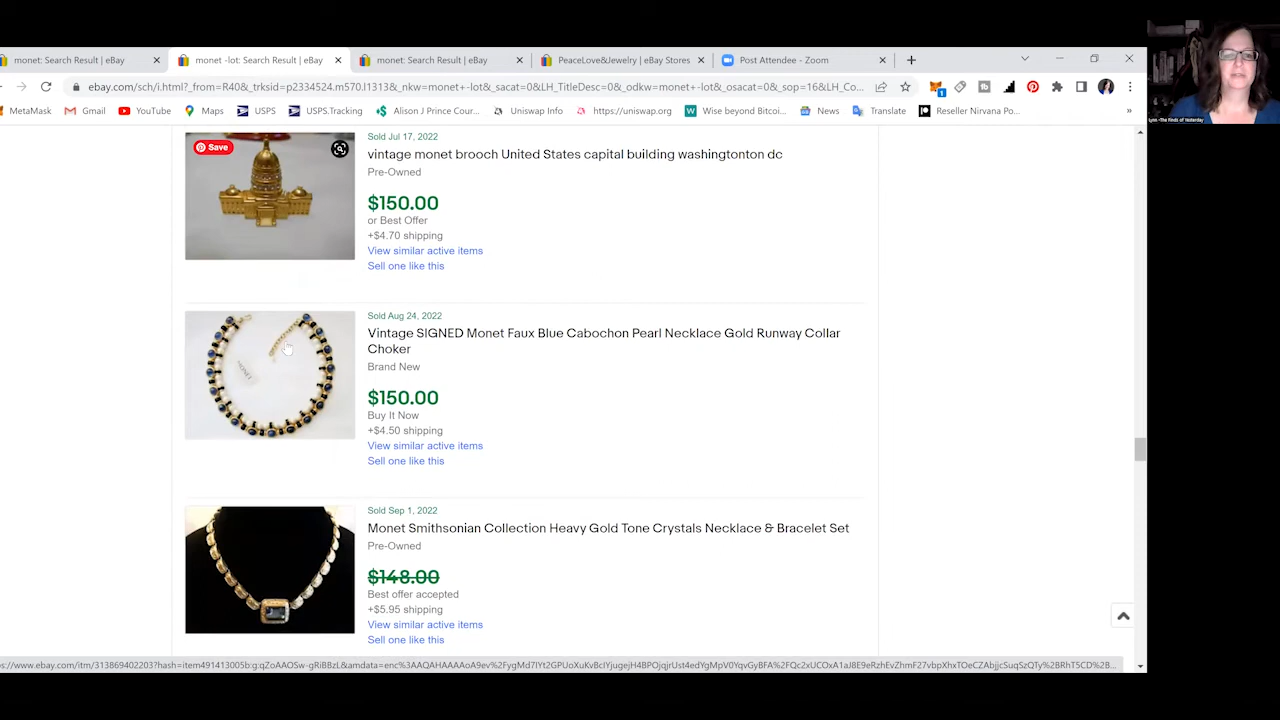 monet: Search Result | eBay
monet -lot: Search Result | eBay
monet: Search Result | eBay
PeaceLove&Jewelry | eBay Stores
Post Attendee - Zoom
ebay.com/sch/i.html?_from=R40&_trksid=p2334524.m570.l1313&_nkw=monet+-lot&_sacat=0&LH_TitleDesc=0&_odkw=monet+-lot&_osacat=0&_sop=16&LH_Co...
MetaMask
Gmail
YouTube
Maps
USPS
USPS.Tracking
Alison J Prince Cour...
Uniswap Info
https://uniswap.org
Wise beyond Bitcoi...
News
Translate
Reseller Nirvana Po...
Lynn -The Finds of Yesterday
Save
Sold Jul 17, 2022
vintage monet brooch United States capital building washingtonton dc
Pre-Owned
$150.00
or Best Offer
+$4.70 shipping
View similar active items
Sell one like this
Sold Aug 24, 2022
Vintage SIGNED Monet Faux Blue Cabochon Pearl Necklace Gold Runway Collar
Choker
Brand New
$150.00
Buy It Now
+$4.50 shipping
View similar active items
Sell one like this
MONET
Sold Sep 1, 2022
Monet Smithsonian Collection Heavy Gold Tone Crystals Necklace & Bracelet Set
Pre-Owned
$148.00
Best offer accepted
+$5.95 shipping
View similar active items
Sell one like this